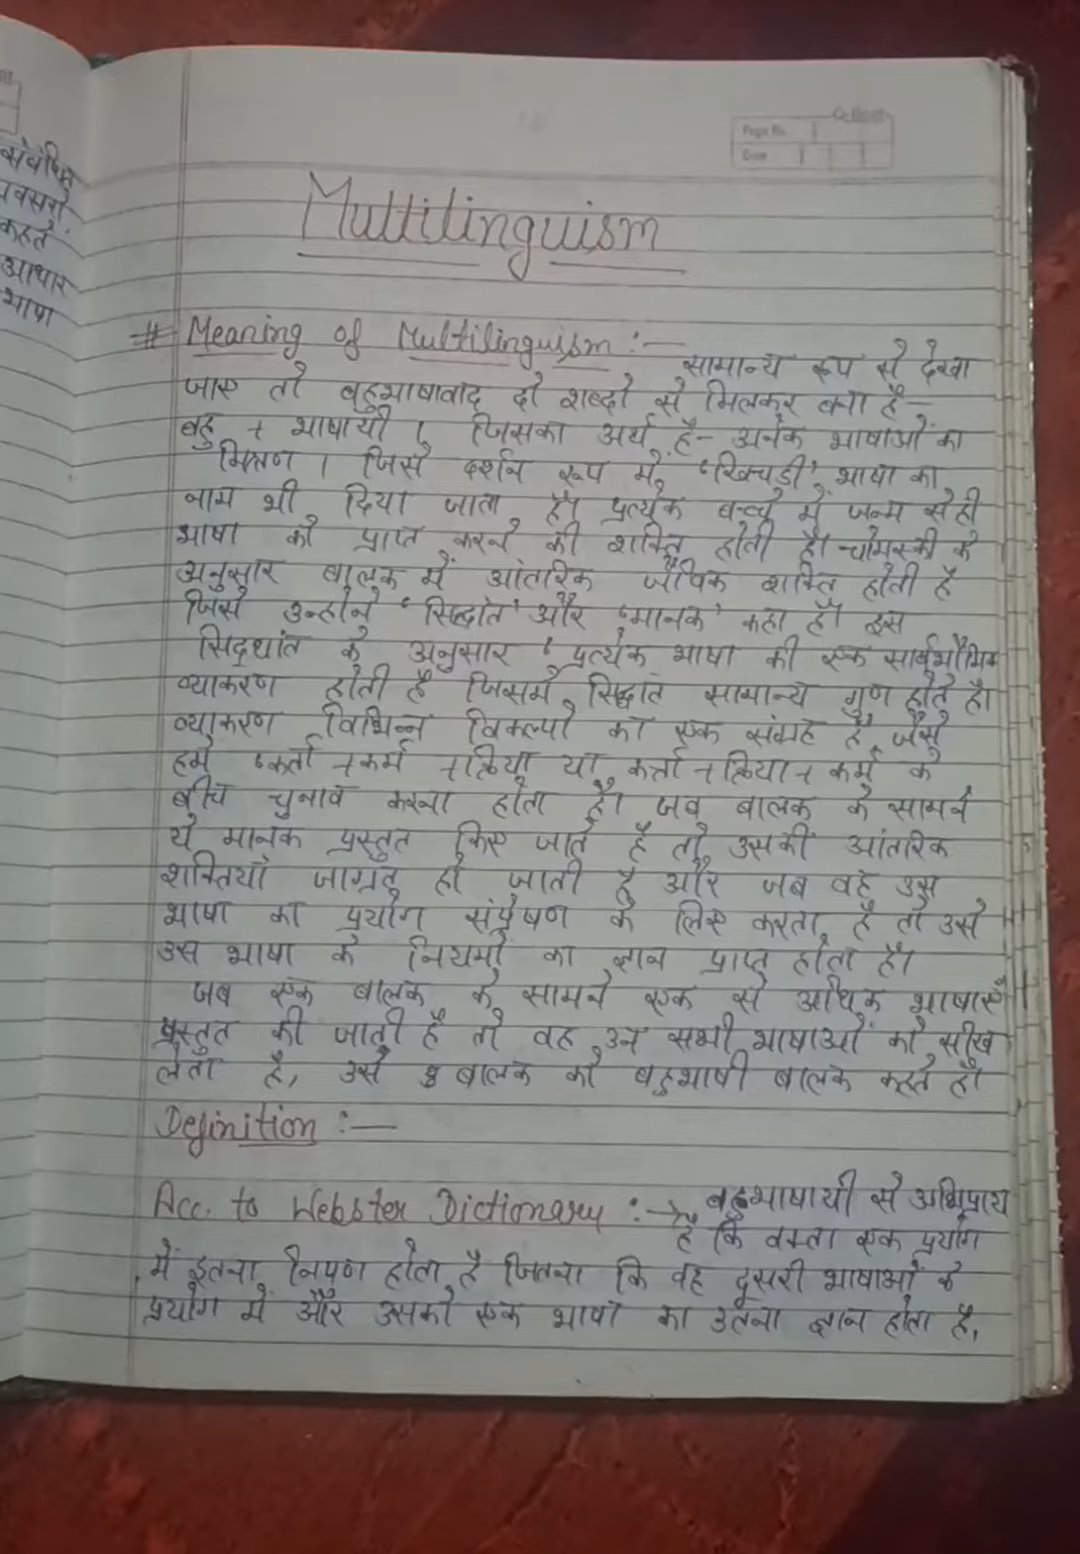 संबंधित
कहते
आधार
भाषा
Page No.
Date
Multilinguism
# Meaning of Multilinguism :— सामान्य रूप से देखा
जाए तो बहुभाषावाद दो शब्दो से मिलकर बना है –
बहु + भाषायी , जिसका अर्थ है – अनेक भाषाओं का
मिश्रण । जिसे दर्शन रूप में 'खिचडी' भाषा का
नाम भी दिया जाता है। प्रत्येक बच्चे में जन्म से ही
भाषा को प्राप्त करने की शक्ति होती है। चोमस्की के
अनुसार बालक में आंतरिक जैविक शक्ति होती है
जिसे उन्होंने 'सिद्धांत' और 'मानक' कहा है। इस
सिद्धांत के अनुसार 'प्रत्येक भाषा की एक सार्वभौमिक
व्याकरण होती है जिसमें सिद्धांत सामान्य गुण होते है।
व्याकरण विभिन्न विकल्पो का एक संग्रह है, जैसे
हमें 'कर्ता + कर्म + क्रिया या कर्त्ता + क्रिया + कर्म के
बीच चुनाव करना होता है। जब बालक के सामने
ये मानक प्रस्तुत किए जाते है तो उसकी आंतरिक
शक्तियाँ जाग्रत हो जाती है और जब वह उस
भाषा का प्रयोग संप्रेषण के लिए करता है तो उसे
उस भाषा के नियमों का ज्ञान प्राप्त होता है।
जब एक बालक के सामने एक से अधिक भाषाएँ
प्रस्तुत की जाती है तो वह उन सभी भाषाओं को सीख
लेता है, उसे बालक को बहुभाषी बालक कहते है।
Definition :—
Acc. to Webster Dictionary :→ बहुभाषायी से अभिप्राय
है कि वक्ता एक प्रयोग
में इतना निपुण होता है जितना कि वह दूसरी भाषाओं के
प्रयोग में और उसको एक भाषा का उतना ज्ञान होता है,